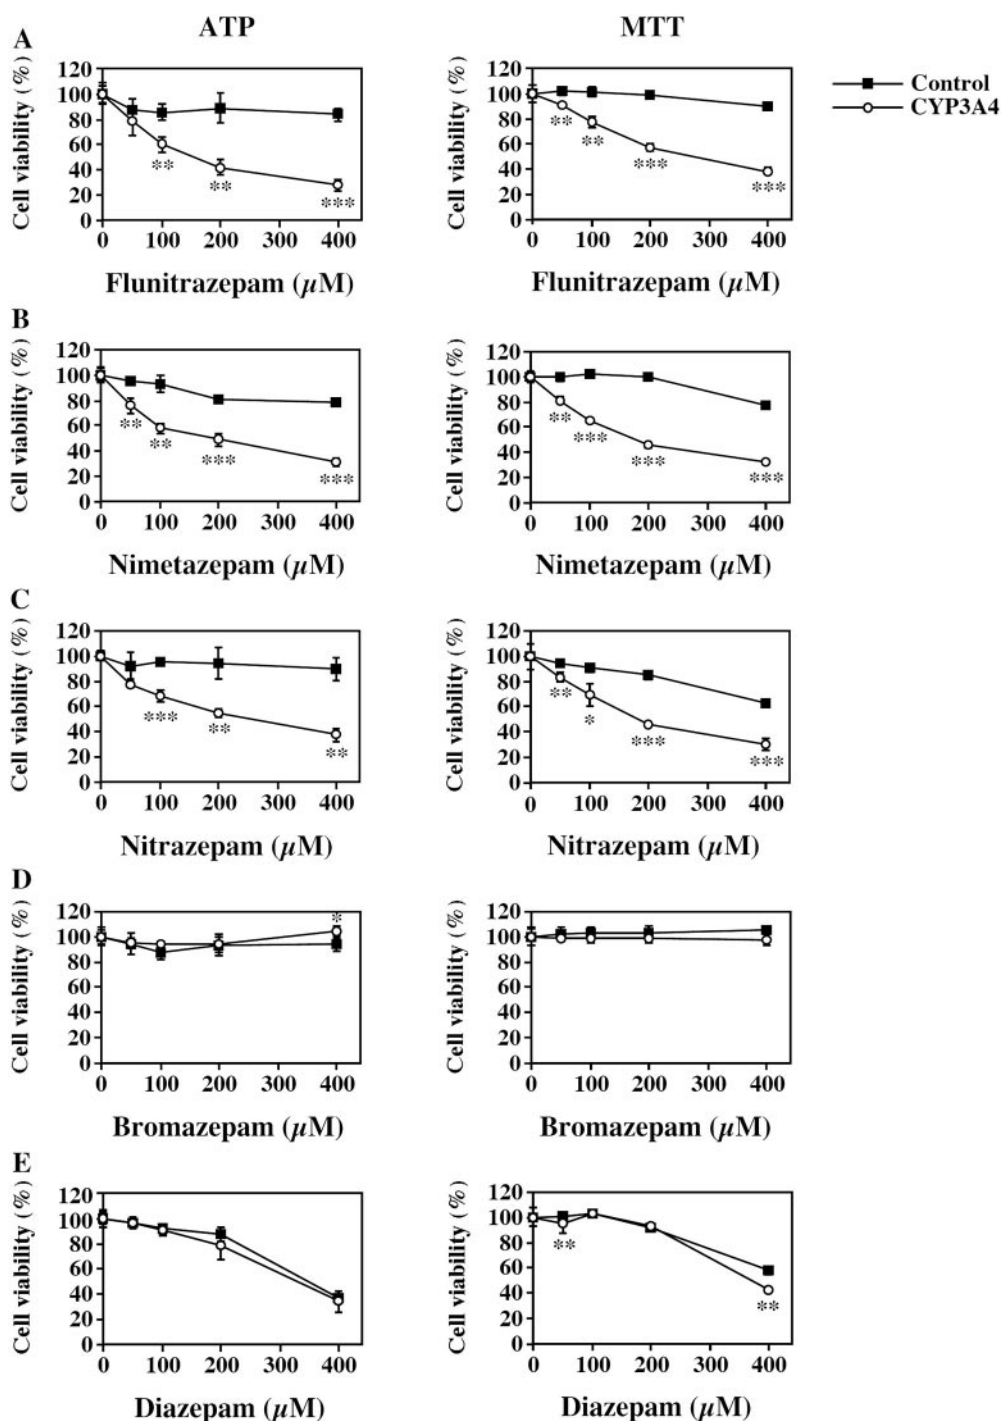 ATP
MTT
Control
CYP3A4
A
Cell viability (%)
120
100
80
60
40
20
0
** ** ***
0 100 200 300 400
Flunitrazepam (µM)
Cell viability (%)
120
100
80
60
40
20
0
** ** *** ***
0 100 200 300 400
Flunitrazepam (µM)
B
Cell viability (%)
120
100
80
60
40
20
0
** ** *** ***
0 100 200 300 400
Nimetazepam (µM)
Cell viability (%)
120
100
80
60
40
20
0
** *** *** ***
0 100 200 300 400
Nimetazepam (µM)
C
Cell viability (%)
120
100
80
60
40
20
0
*** ** **
0 100 200 300 400
Nitrazepam (µM)
Cell viability (%)
120
100
80
60
40
20
0
** * *** ***
0 100 200 300 400
Nitrazepam (µM)
D
Cell viability (%)
120
100
80
60
40
20
0
*
0 100 200 300 400
Bromazepam (µM)
Cell viability (%)
120
100
80
60
40
20
0
0 100 200 300 400
Bromazepam (µM)
E
Cell viability (%)
120
100
80
60
40
20
0
0 100 200 300 400
Diazepam (µM)
Cell viability (%)
120
100
80
60
40
20
0
** **
0 100 200 300 400
Diazepam (µM)